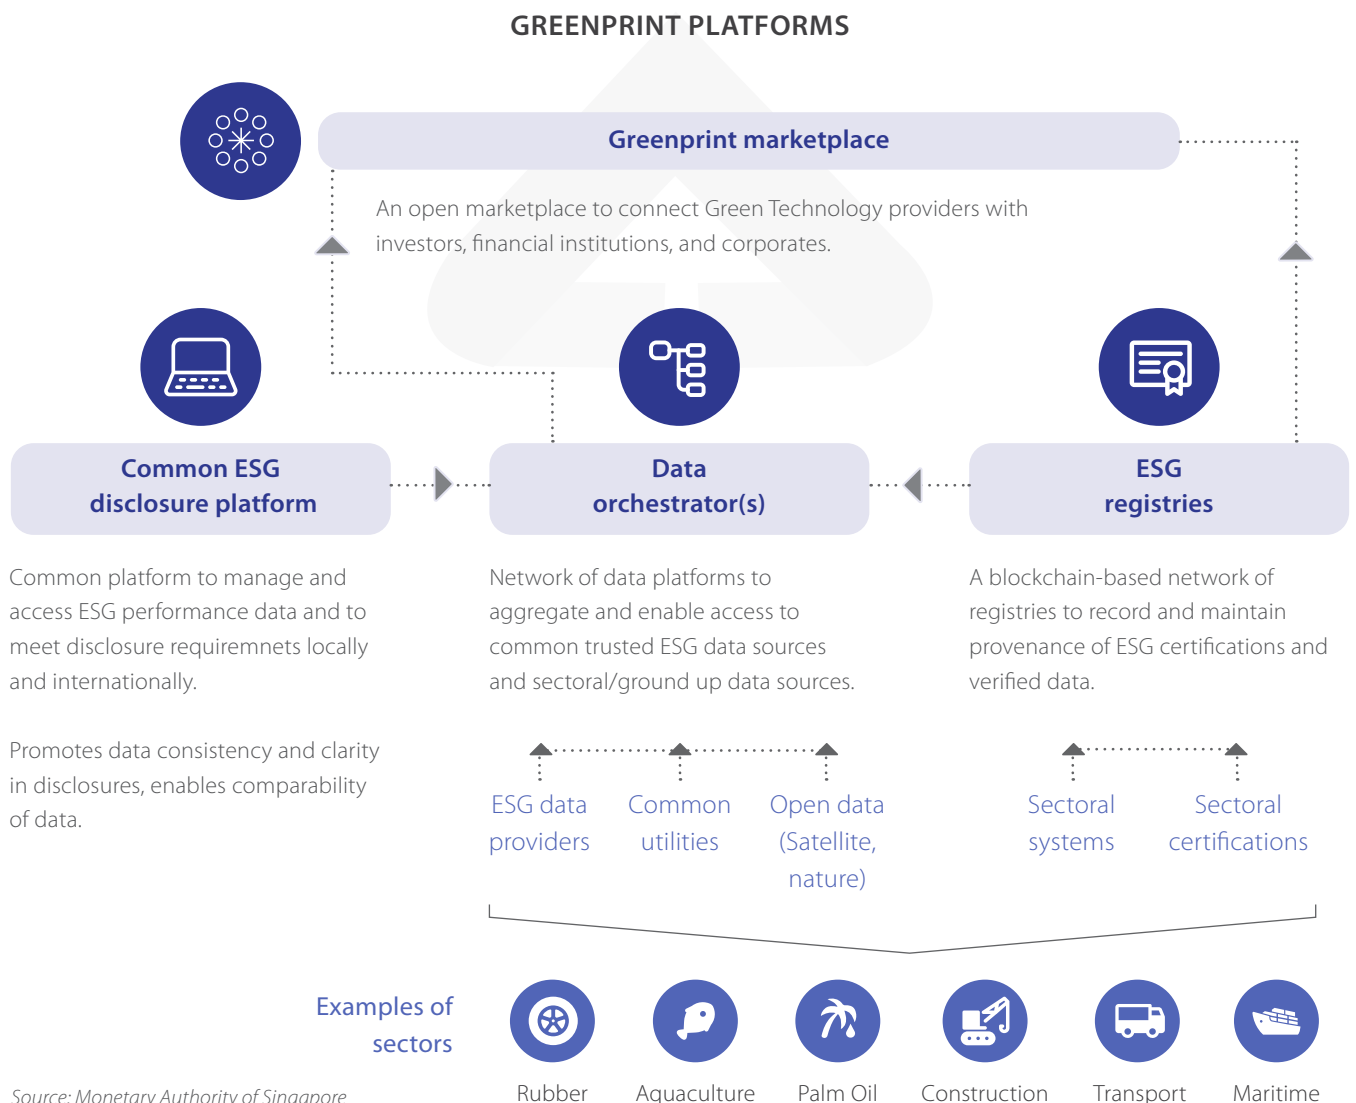 GREENPRINT PLATFORMS
Greenprint marketplace
An open marketplace to connect Green Technology providers with
investors, financial institutions, and corporates.
Common ESG
disclosure platform
Common platform to manage and
access ESG performance data and to
meet disclosure requiremnets locally
and internationally.
Promotes data consistency and clarity
in disclosures, enables comparability
of data.
Data
orchestrator(s)
Network of data platforms to
aggregate and enable access to
common trusted ESG data sources
and sectoral/ground up data sources.
ESG data
providers
Common
utilities
Open data
(Satellite,
nature)
ESG
registries
A blockchain-based network of
registries to record and maintain
provenance of ESG certifications and
verified data.
Sectoral
systems
Sectoral
certifications
Examples of
sectors
Rubber
Aquaculture
Palm Oil
Construction
Transport
Maritime
Source: Monetary Authority of Singapore